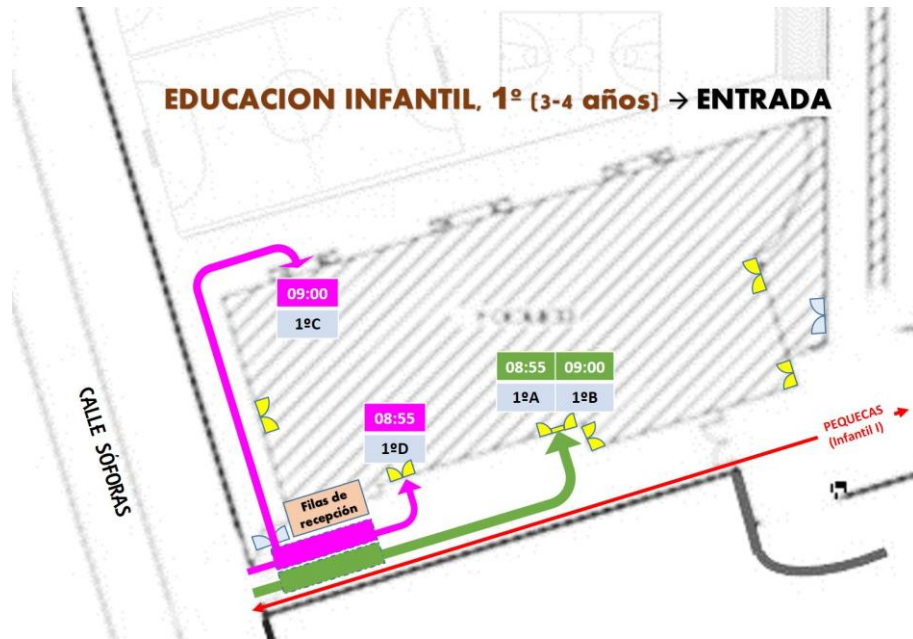 EDUCACION INFANTIL, 1º (3-4 años) → ENTRADA
09:00
1ºC
08:55 09:00
1ºA 1ºB
08:55
1ºD
PEQUECAS
(Infantil I)
CALLE SÓFORAS
Filas de
recepción